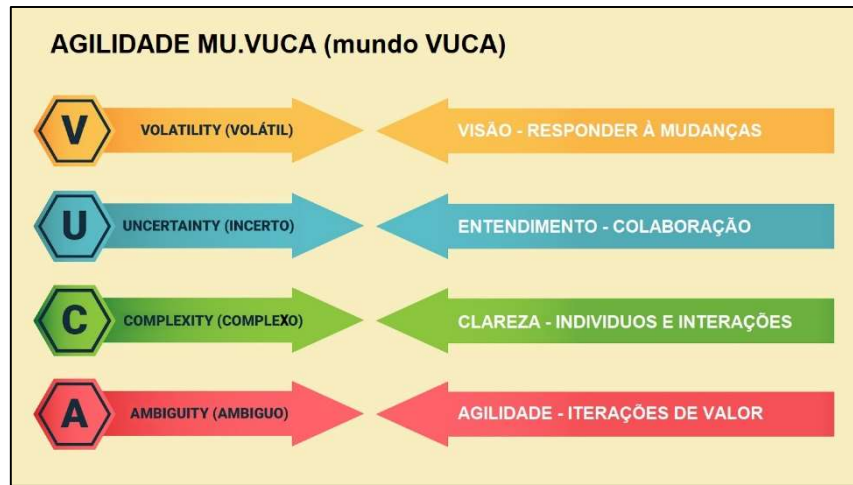 AGILIDADE MU.VUCA (mundo VUCA)
V VOLATILITY (VOLÁTIL) VISÃO - RESPONDER À MUDANÇAS
U UNCERTAINTY (INCERTO) ENTENDIMENTO - COLABORAÇÃO
C COMPLEXITY (COMPLEXO) CLAREZA - INDIVIDUOS E INTERAÇÕES
A AMBIGUITY (AMBIGUO) AGILIDADE - ITERAÇÕES DE VALOR